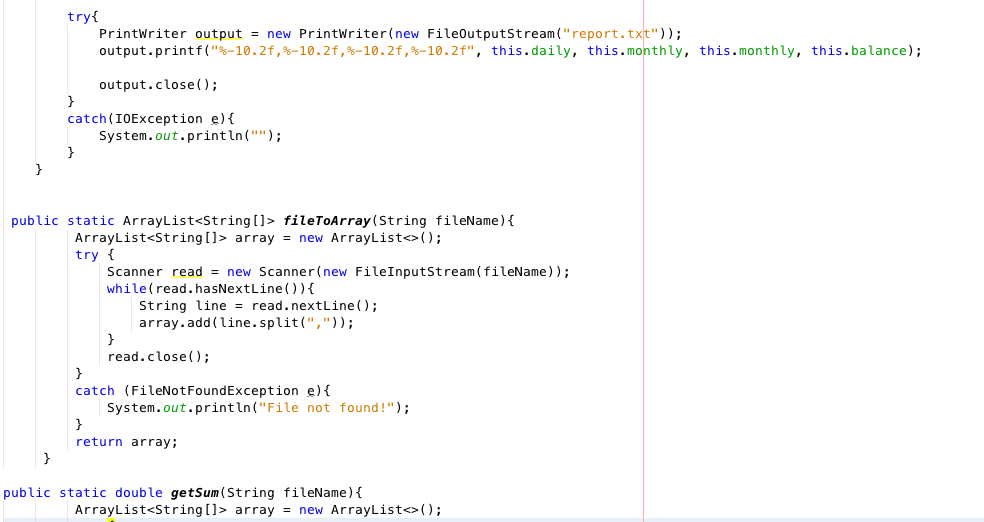 try{
PrintWriter output = new PrintWriter(new FileOutputStream("report.txt"));
output.printf("%-10.2f,%-10.2f,%-10.2f,%-10.2f", this.daily, this.monthly, this.monthly, this.balance);
output.close();
}
catch(IOException e){
System.out.println("");
}
}
public static ArrayList<String[]> fileToArray(String fileName){
ArrayList<String[]> array = new ArrayList<>();
try {
Scanner read = new Scanner(new FileInputStream(fileName));
while(read.hasNextLine()){
String line = read.nextLine();
array.add(line.split(","));
}
read.close();
}
catch (FileNotFoundException e){
System.out.println("File not found!");
}
return array;
}
public static double getSum(String fileName){
ArrayList<String[]> array = new ArrayList<>();